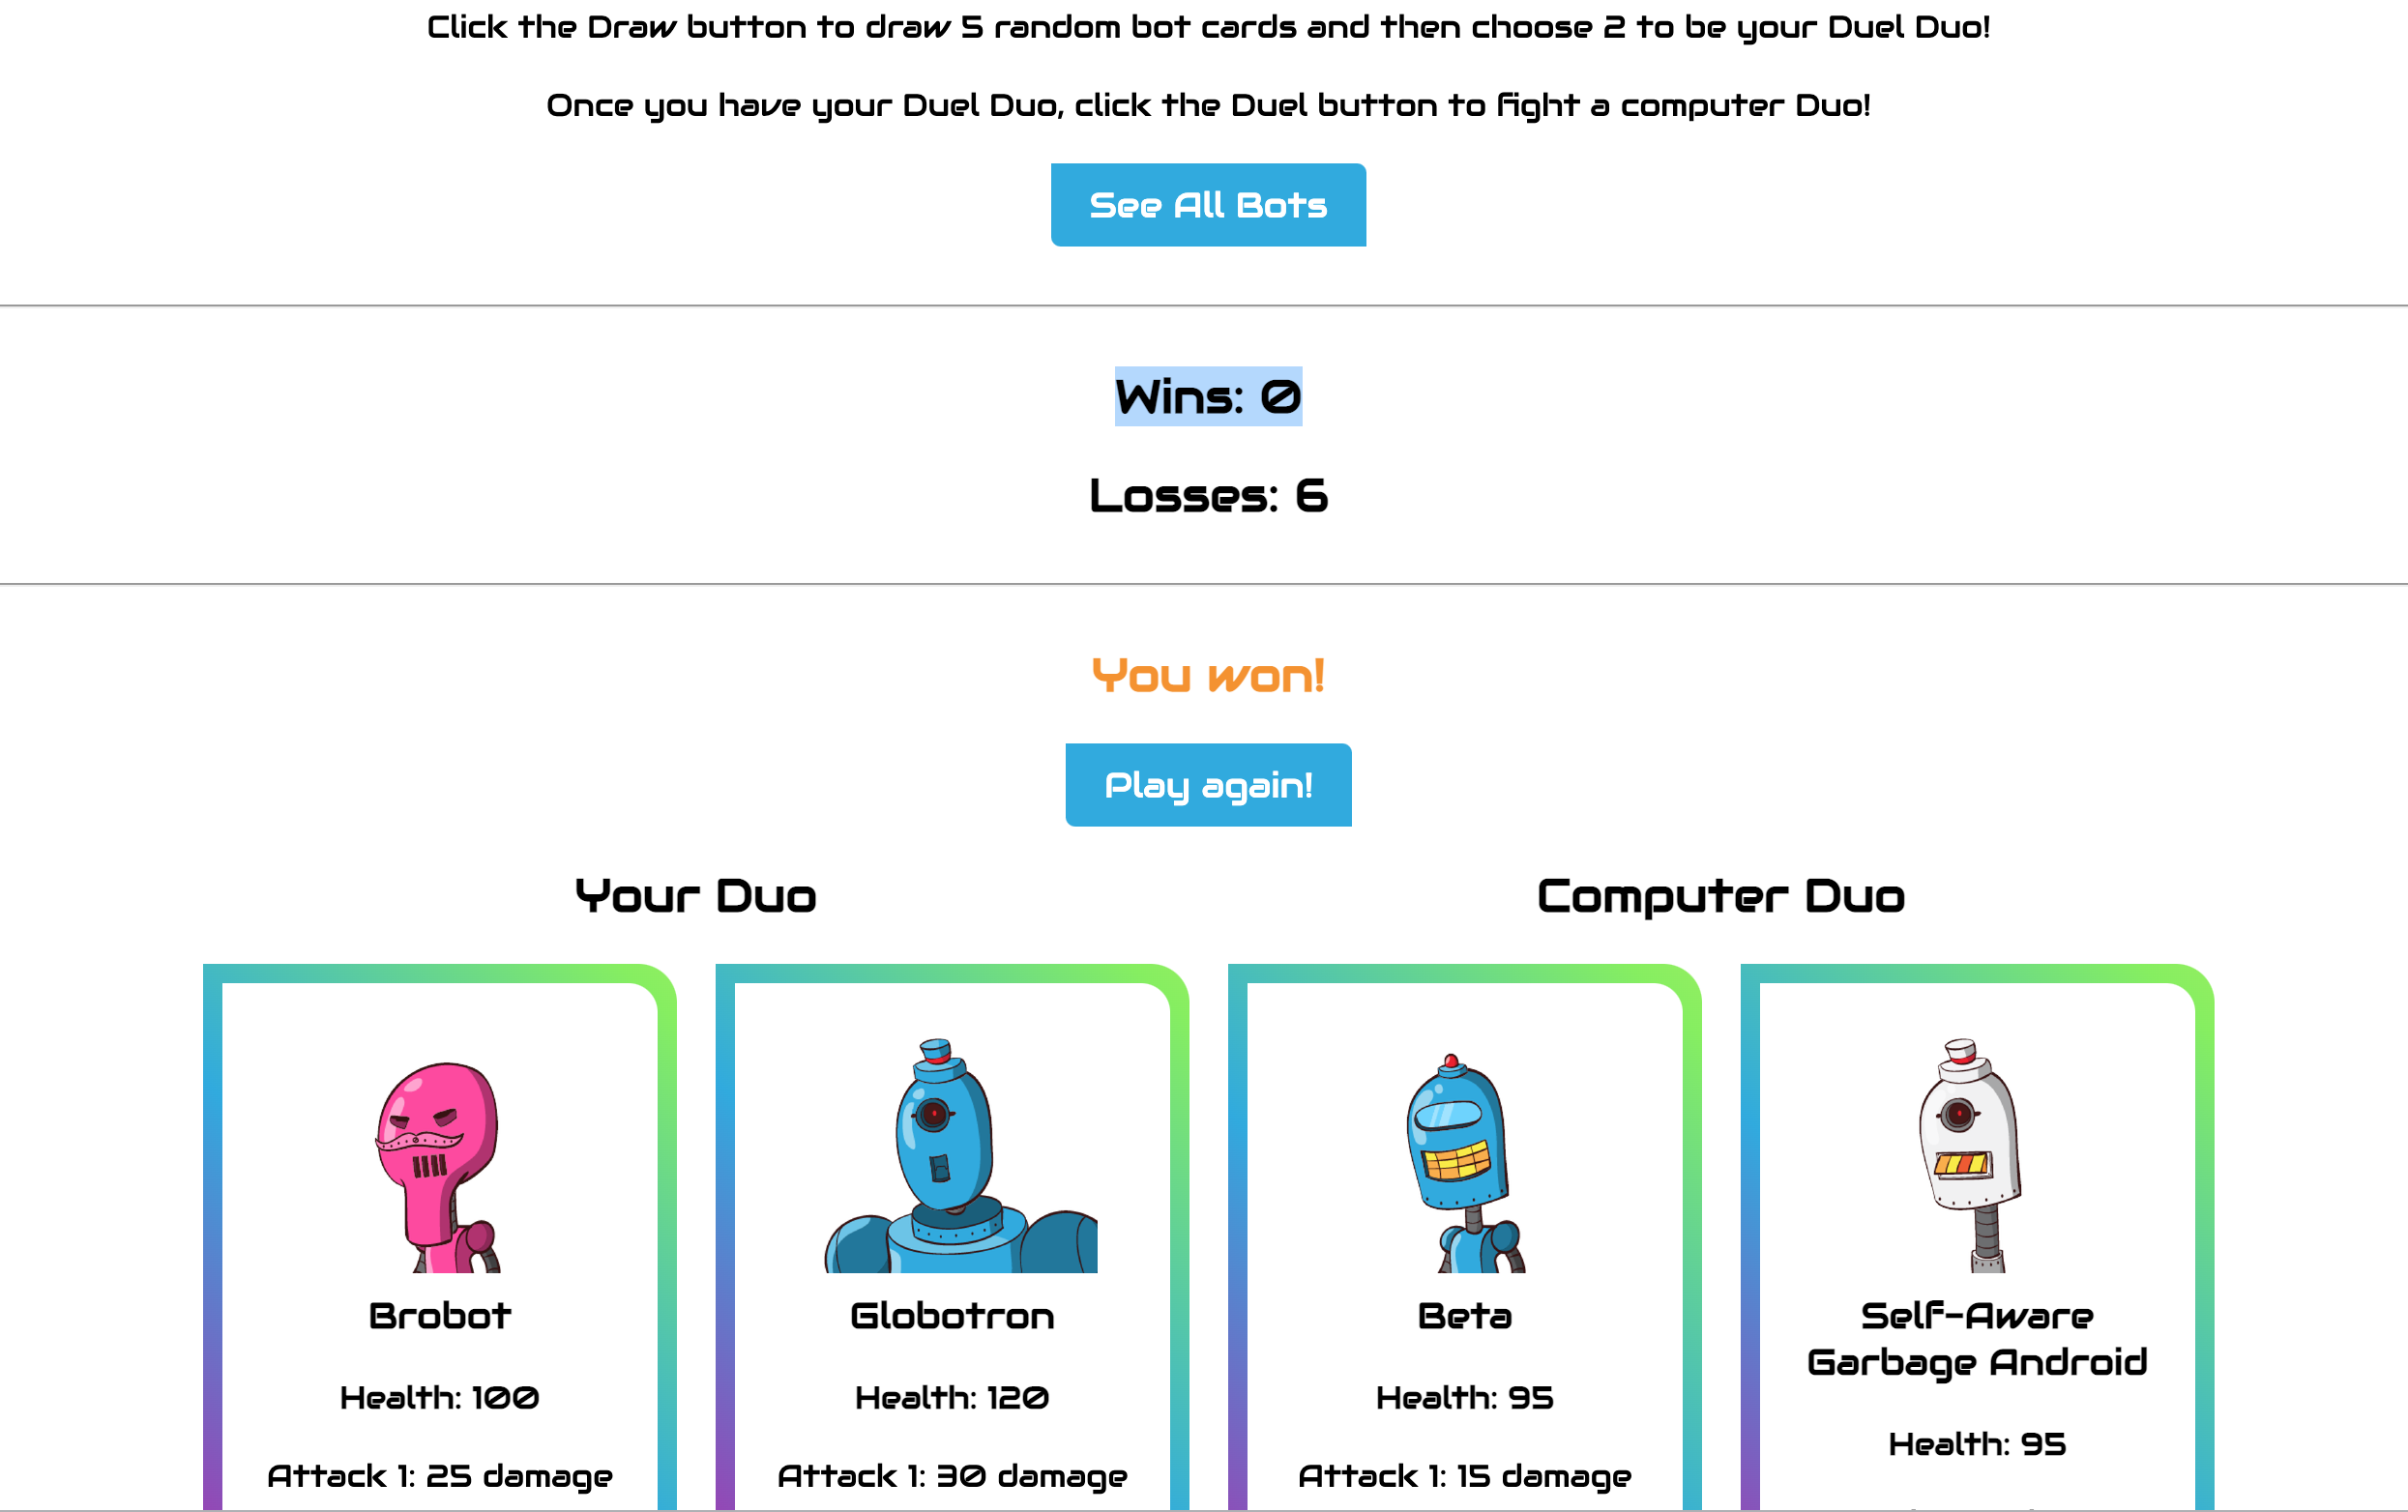 Click the Draw button to draw 5 random bot cards and then choose 2 to be your Duel Duo!
Once you have your Duel Duo, click the Duel button to fight a computer Duo!
See All Bots
Wins: 0
Losses: 6
You won!
Play again!
Your Duo
Computer Duo
Brobot
Health: 100
Attack 1: 25 damage
Globotron
Health: 120
Attack 1: 30 damage
Beta
Health: 95
Attack 1: 15 damage
Self-Aware
Garbage Android
Health: 95